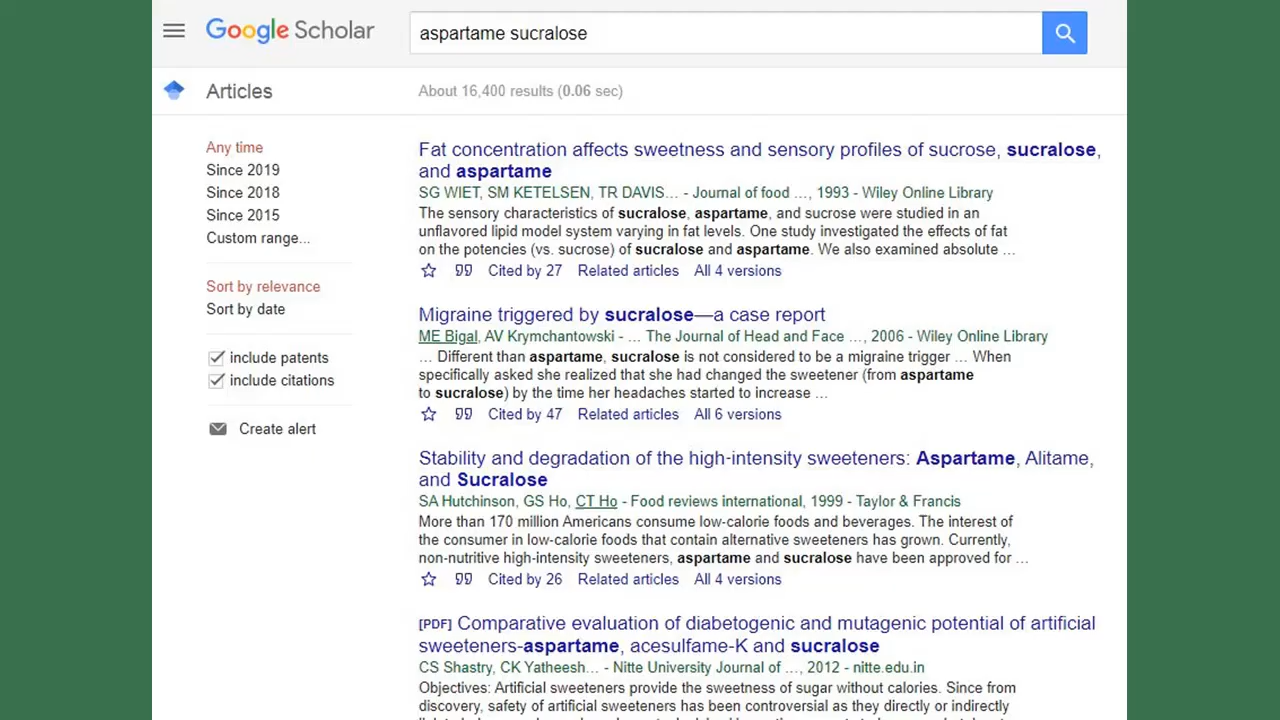 Google Scholar
aspartame sucralose
Articles
About 16,400 results (0.06 sec)
Any time
Since 2019
Since 2018
Since 2015
Custom range...
Sort by relevance
Sort by date
include patents
include citations
Create alert
Fat concentration affects sweetness and sensory profiles of sucrose, sucralose,
and aspartame
SG WIET, SM KETELSEN, TR DAVIS… - Journal of food …, 1993 - Wiley Online Library
The sensory characteristics of sucralose, aspartame, and sucrose were studied in an
unflavored lipid model system varying in fat levels. One study investigated the effects of fat
on the potencies (vs. sucrose) of sucralose and aspartame. We also examined absolute …
Cited by 27 Related articles All 4 versions
Migraine triggered by sucralose—a case report
ME Bigal, AV Krymchantowski - … The Journal of Head and Face …, 2006 - Wiley Online Library
… Different than aspartame, sucralose is not considered to be a migraine trigger … When
specifically asked she realized that she had changed the sweetener (from aspartame
to sucralose) by the time her headaches started to increase …
Cited by 47 Related articles All 6 versions
Stability and degradation of the high-intensity sweeteners: Aspartame, Alitame,
and Sucralose
SA Hutchinson, GS Ho, CT Ho - Food reviews international, 1999 - Taylor & Francis
More than 170 million Americans consume low-calorie foods and beverages. The interest of
the consumer in low-calorie foods that contain alternative sweeteners has grown. Currently,
non-nutritive high-intensity sweeteners, aspartame and sucralose have been approved for …
Cited by 26 Related articles All 4 versions
[PDF] Comparative evaluation of diabetogenic and mutagenic potential of artificial
sweeteners-aspartame, acesulfame-K and sucralose
CS Shastry, CK Yatheesh… - Nitte University Journal of …, 2012 - nitte.edu.in
Objectives: Artificial sweeteners provide the sweetness of sugar without calories. Since from
discovery, safety of artificial sweeteners has been controversial as they directly or indirectly